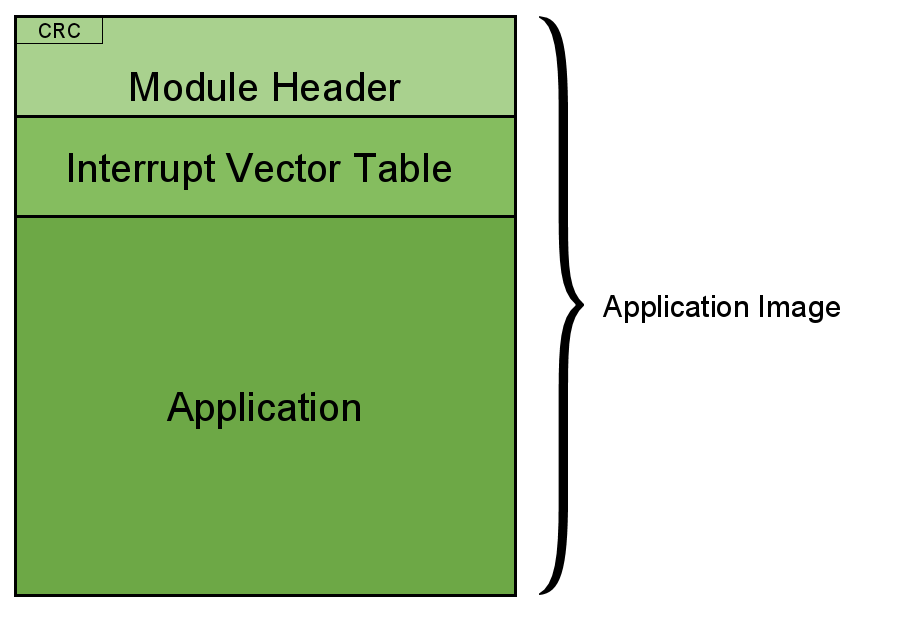 CRC
Module Header
Interrupt Vector Table
Application
Application Image